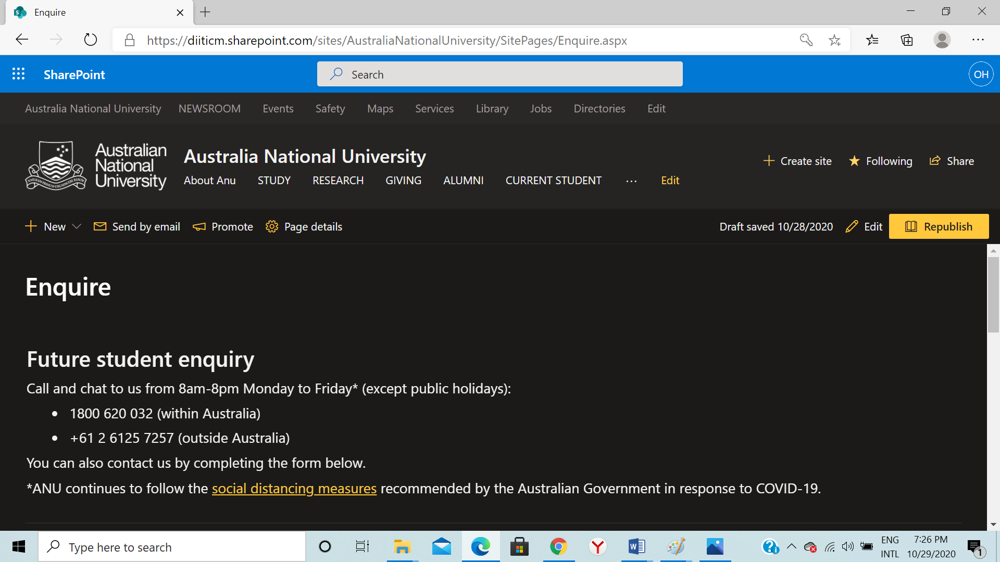 Enquire
https://diiticm.sharepoint.com/sites/AustraliaNationalUniversity/SitePages/Enquire.aspx
SharePoint
Search
OH
Australia National University NEWSROOM Events Safety Maps Services Library Jobs Directories Edit
Australian
National
University
NATURAM PRIMUM COGNOSCERE RERUM
Australia National University
About Anu STUDY RESEARCH GIVING ALUMNI CURRENT STUDENT ... Edit
Create site Following Share
New Send by email Promote Page details
Draft saved 10/28/2020 Edit Republish
Enquire
Future student enquiry
Call and chat to us from 8am-8pm Monday to Friday* (except public holidays):
• 1800 620 032 (within Australia)
• +61 2 6125 7257 (outside Australia)
You can also contact us by completing the form below.
*ANU continues to follow the social distancing measures recommended by the Australian Government in response to COVID-19.
Type here to search
ENG
INTL
7:26 PM
10/29/2020
1